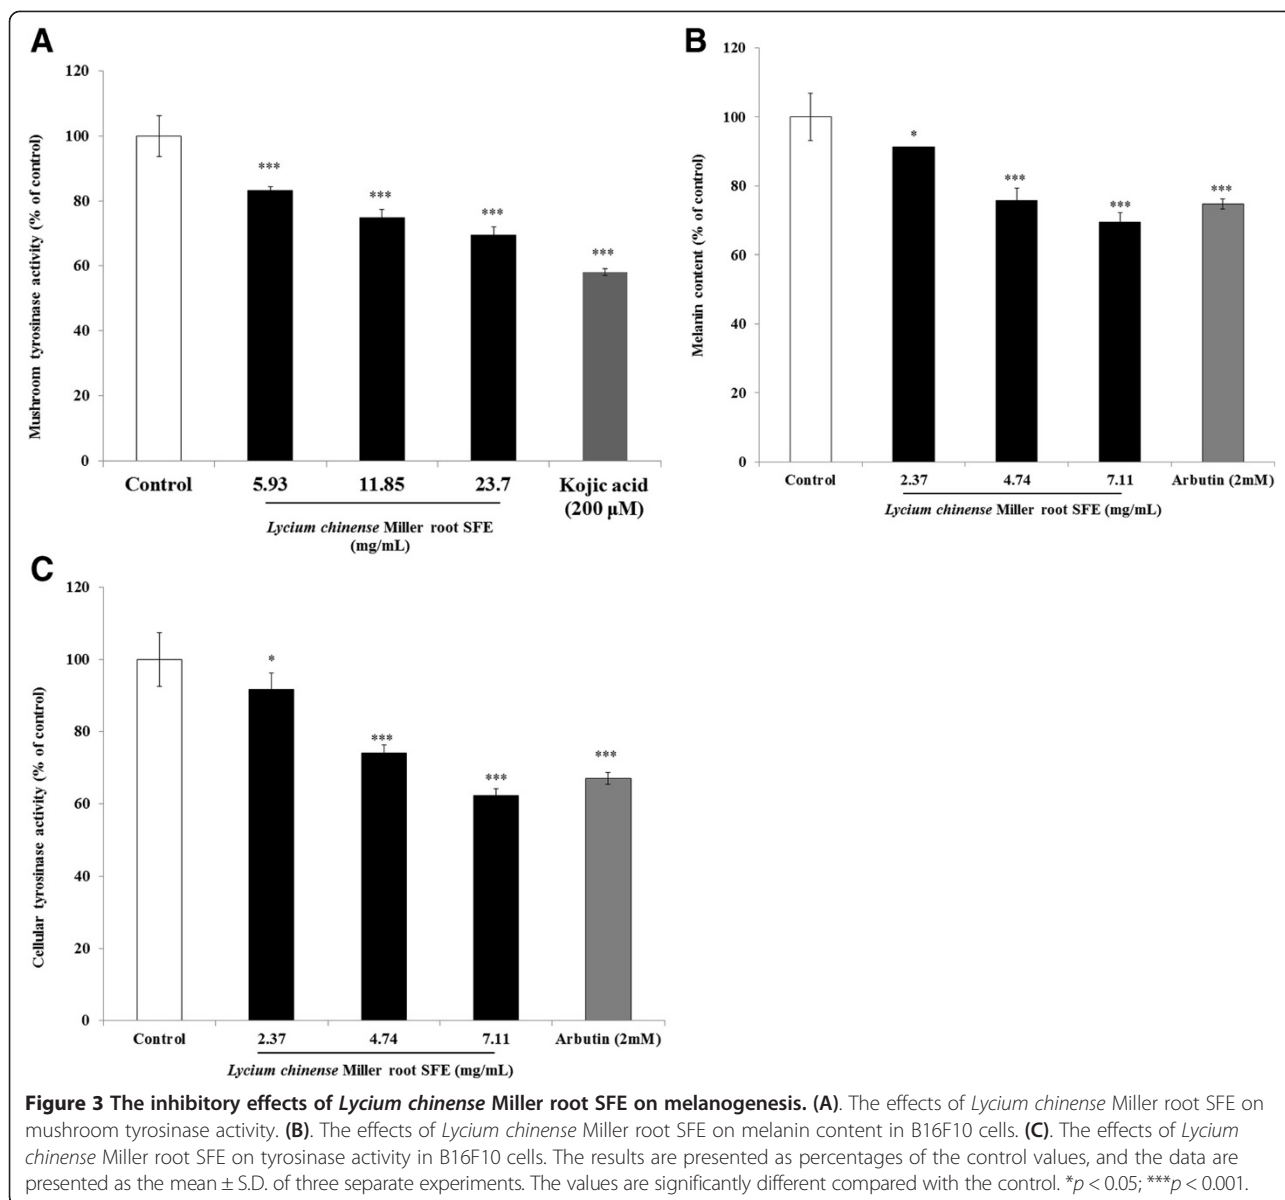 A
Mushroom tyrosinase activity (% of control)
120
100
80
60
40
20
0
***
***
***
***
Control 5.93 11.85 23.7 Kojic acid
(200 μM)
Lycium chinense Miller root SFE
(mg/mL)
B
Melanin content (% of control)
120
100
80
60
40
20
0
*
***
***
***
Control 2.37 4.74 7.11 Arbutin (2mM)
Lycium chinense Miller root SFE (mg/mL)
C
Cellular tyrosinase activity (% of control)
120
100
80
60
40
20
0
*
***
***
***
Control 2.37 4.74 7.11 Arbutin (2mM)
Lycium chinense Miller root SFE (mg/mL)
Figure 3 The inhibitory effects of Lycium chinense Miller root SFE on melanogenesis. (A). The effects of Lycium chinense Miller root SFE on
mushroom tyrosinase activity. (B). The effects of Lycium chinense Miller root SFE on melanin content in B16F10 cells. (C). The effects of Lycium
chinense Miller root SFE on tyrosinase activity in B16F10 cells. The results are presented as percentages of the control values, and the data are
presented as the mean ± S.D. of three separate experiments. The values are significantly different compared with the control. *p < 0.05; ***p < 0.001.